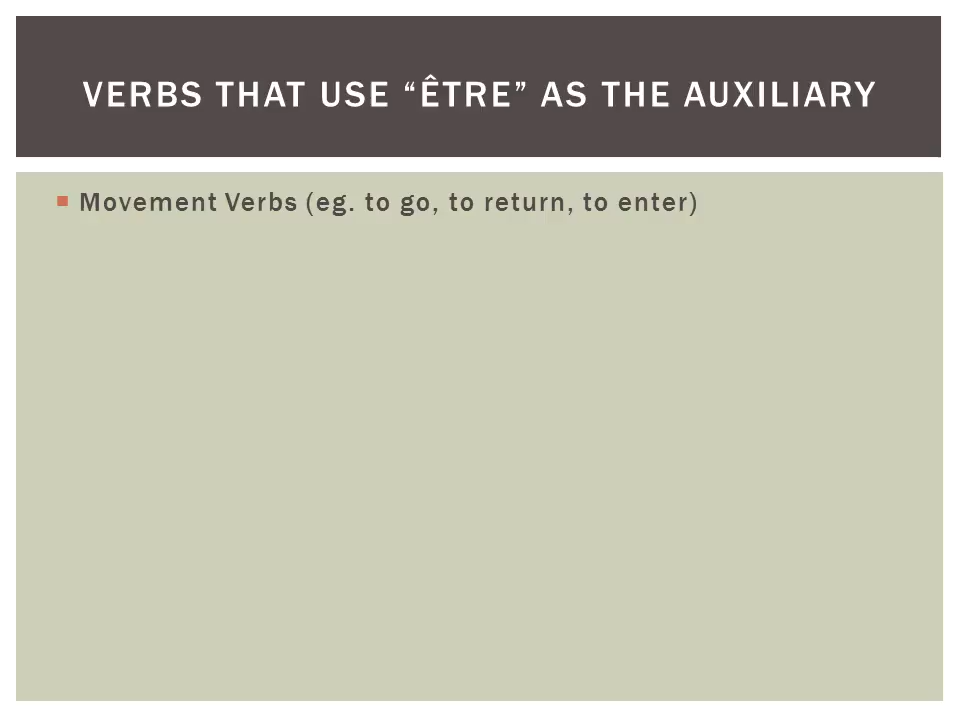 VERBS THAT USE “ÊTRE” AS THE AUXILIARY
Movement Verbs (eg. to go, to return, to enter)